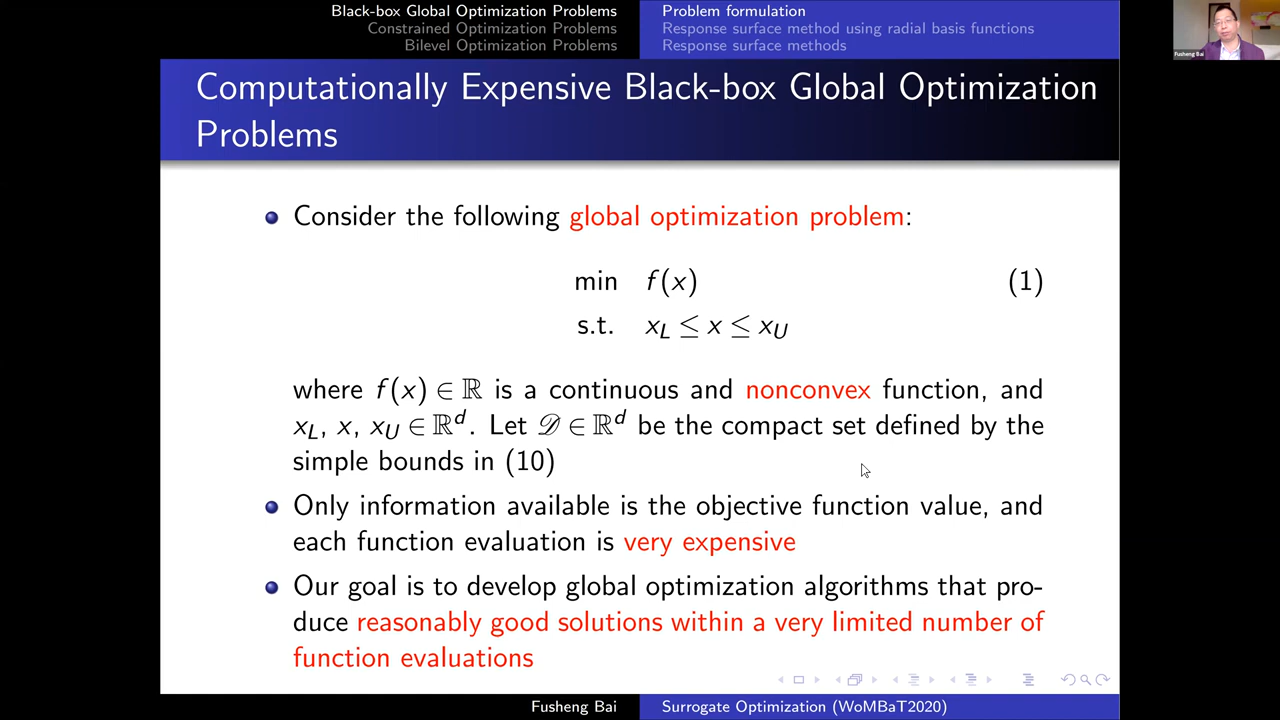 Black-box Global Optimization Problems
Constrained Optimization Problems
Bilevel Optimization Problems
Problem formulation
Response surface method using radial basis functions
Response surface methods
Fusheng Bai
Computationally Expensive Black-box Global Optimization
Problems
Consider the following global optimization problem:
min f(x) (1)
s.t. x_L ≤ x ≤ x_U
where f(x) ∈ ℝ is a continuous and nonconvex function, and
x_L, x, x_U ∈ ℝ^d. Let 𝒟 ∈ ℝ^d be the compact set defined by the
simple bounds in (10)
Only information available is the objective function value, and
each function evaluation is very expensive
Our goal is to develop global optimization algorithms that pro-
duce reasonably good solutions within a very limited number of
function evaluations
Fusheng Bai
Surrogate Optimization (WoMBaT2020)